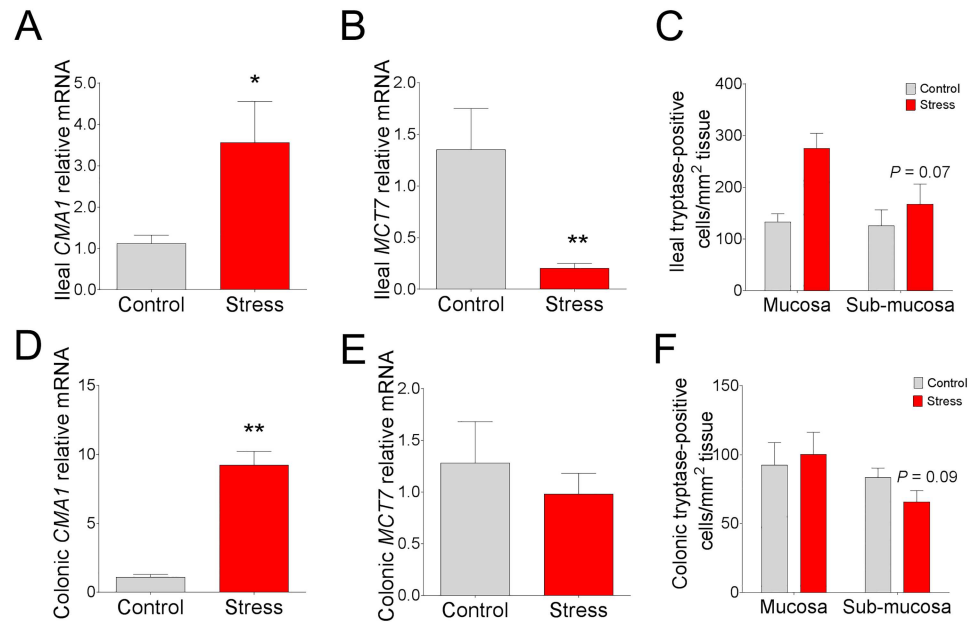 A
Ileal CMA1 relative mRNA
5.0
4.0
3.0
2.0
1.0
0.0
*
Control
Stress
B
Ileal MCT7 relative mRNA
2.0
1.5
1.0
0.5
0.0
**
Control
Stress
C
Ileal tryptase-positive
cells/mm² tissue
400
300
200
100
0
Control
Stress
P = 0.07
Mucosa
Sub-mucosa
D
Colonic CMA1 relative mRNA
15
10
5
0
**
Control
Stress
E
Colonic MCT7 relative mRNA
2.0
1.5
1.0
0.5
0.0
Control
Stress
F
Colonic tryptase-positive
cells/mm² tissue
150
100
50
0
Control
Stress
P = 0.09
Mucosa
Sub-mucosa